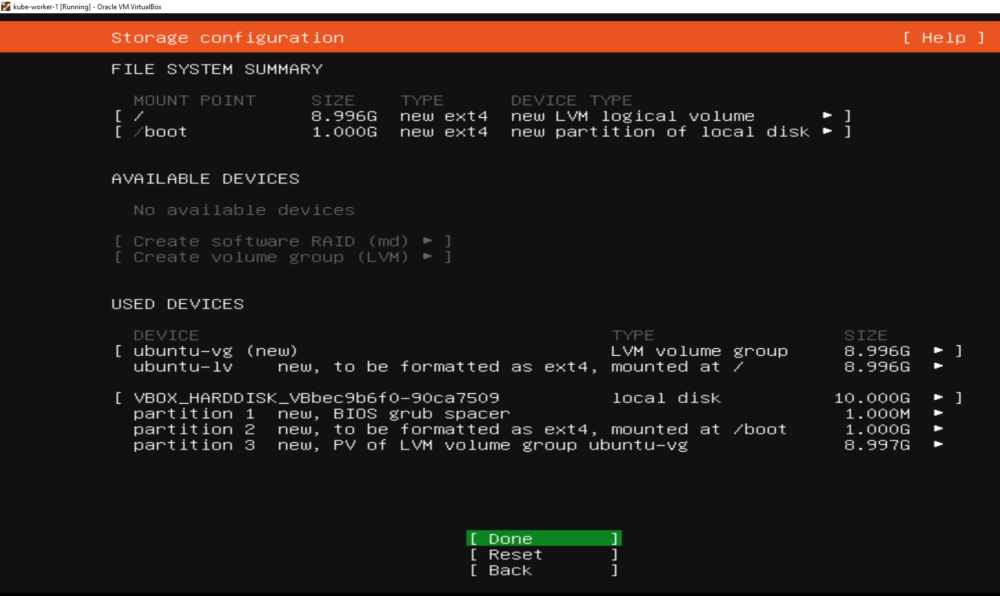 kube-worker-1 [Running] - Oracle VM VirtualBox
Storage configuration [ Help ]
FILE SYSTEM SUMMARY
MOUNT POINT SIZE TYPE DEVICE TYPE
[ / 8.996G new ext4 new LVM logical volume ► ]
[ /boot 1.000G new ext4 new partition of local disk ► ]
AVAILABLE DEVICES
No available devices
[ Create software RAID (md) ► ]
[ Create volume group (LVM) ► ]
USED DEVICES
DEVICE TYPE SIZE
[ ubuntu-vg (new) LVM volume group 8.996G ► ]
ubuntu-lv new, to be formatted as ext4, mounted at / 8.996G ►
[ VBOX_HARDDISK_VBbec9b6f0-90ca7509 local disk 10.000G ► ]
partition 1 new, BIOS grub spacer 1.000M ►
partition 2 new, to be formatted as ext4, mounted at /boot 1.000G ►
partition 3 new, PV of LVM volume group ubuntu-vg 8.997G ►
[ Done ]
[ Reset ]
[ Back ]